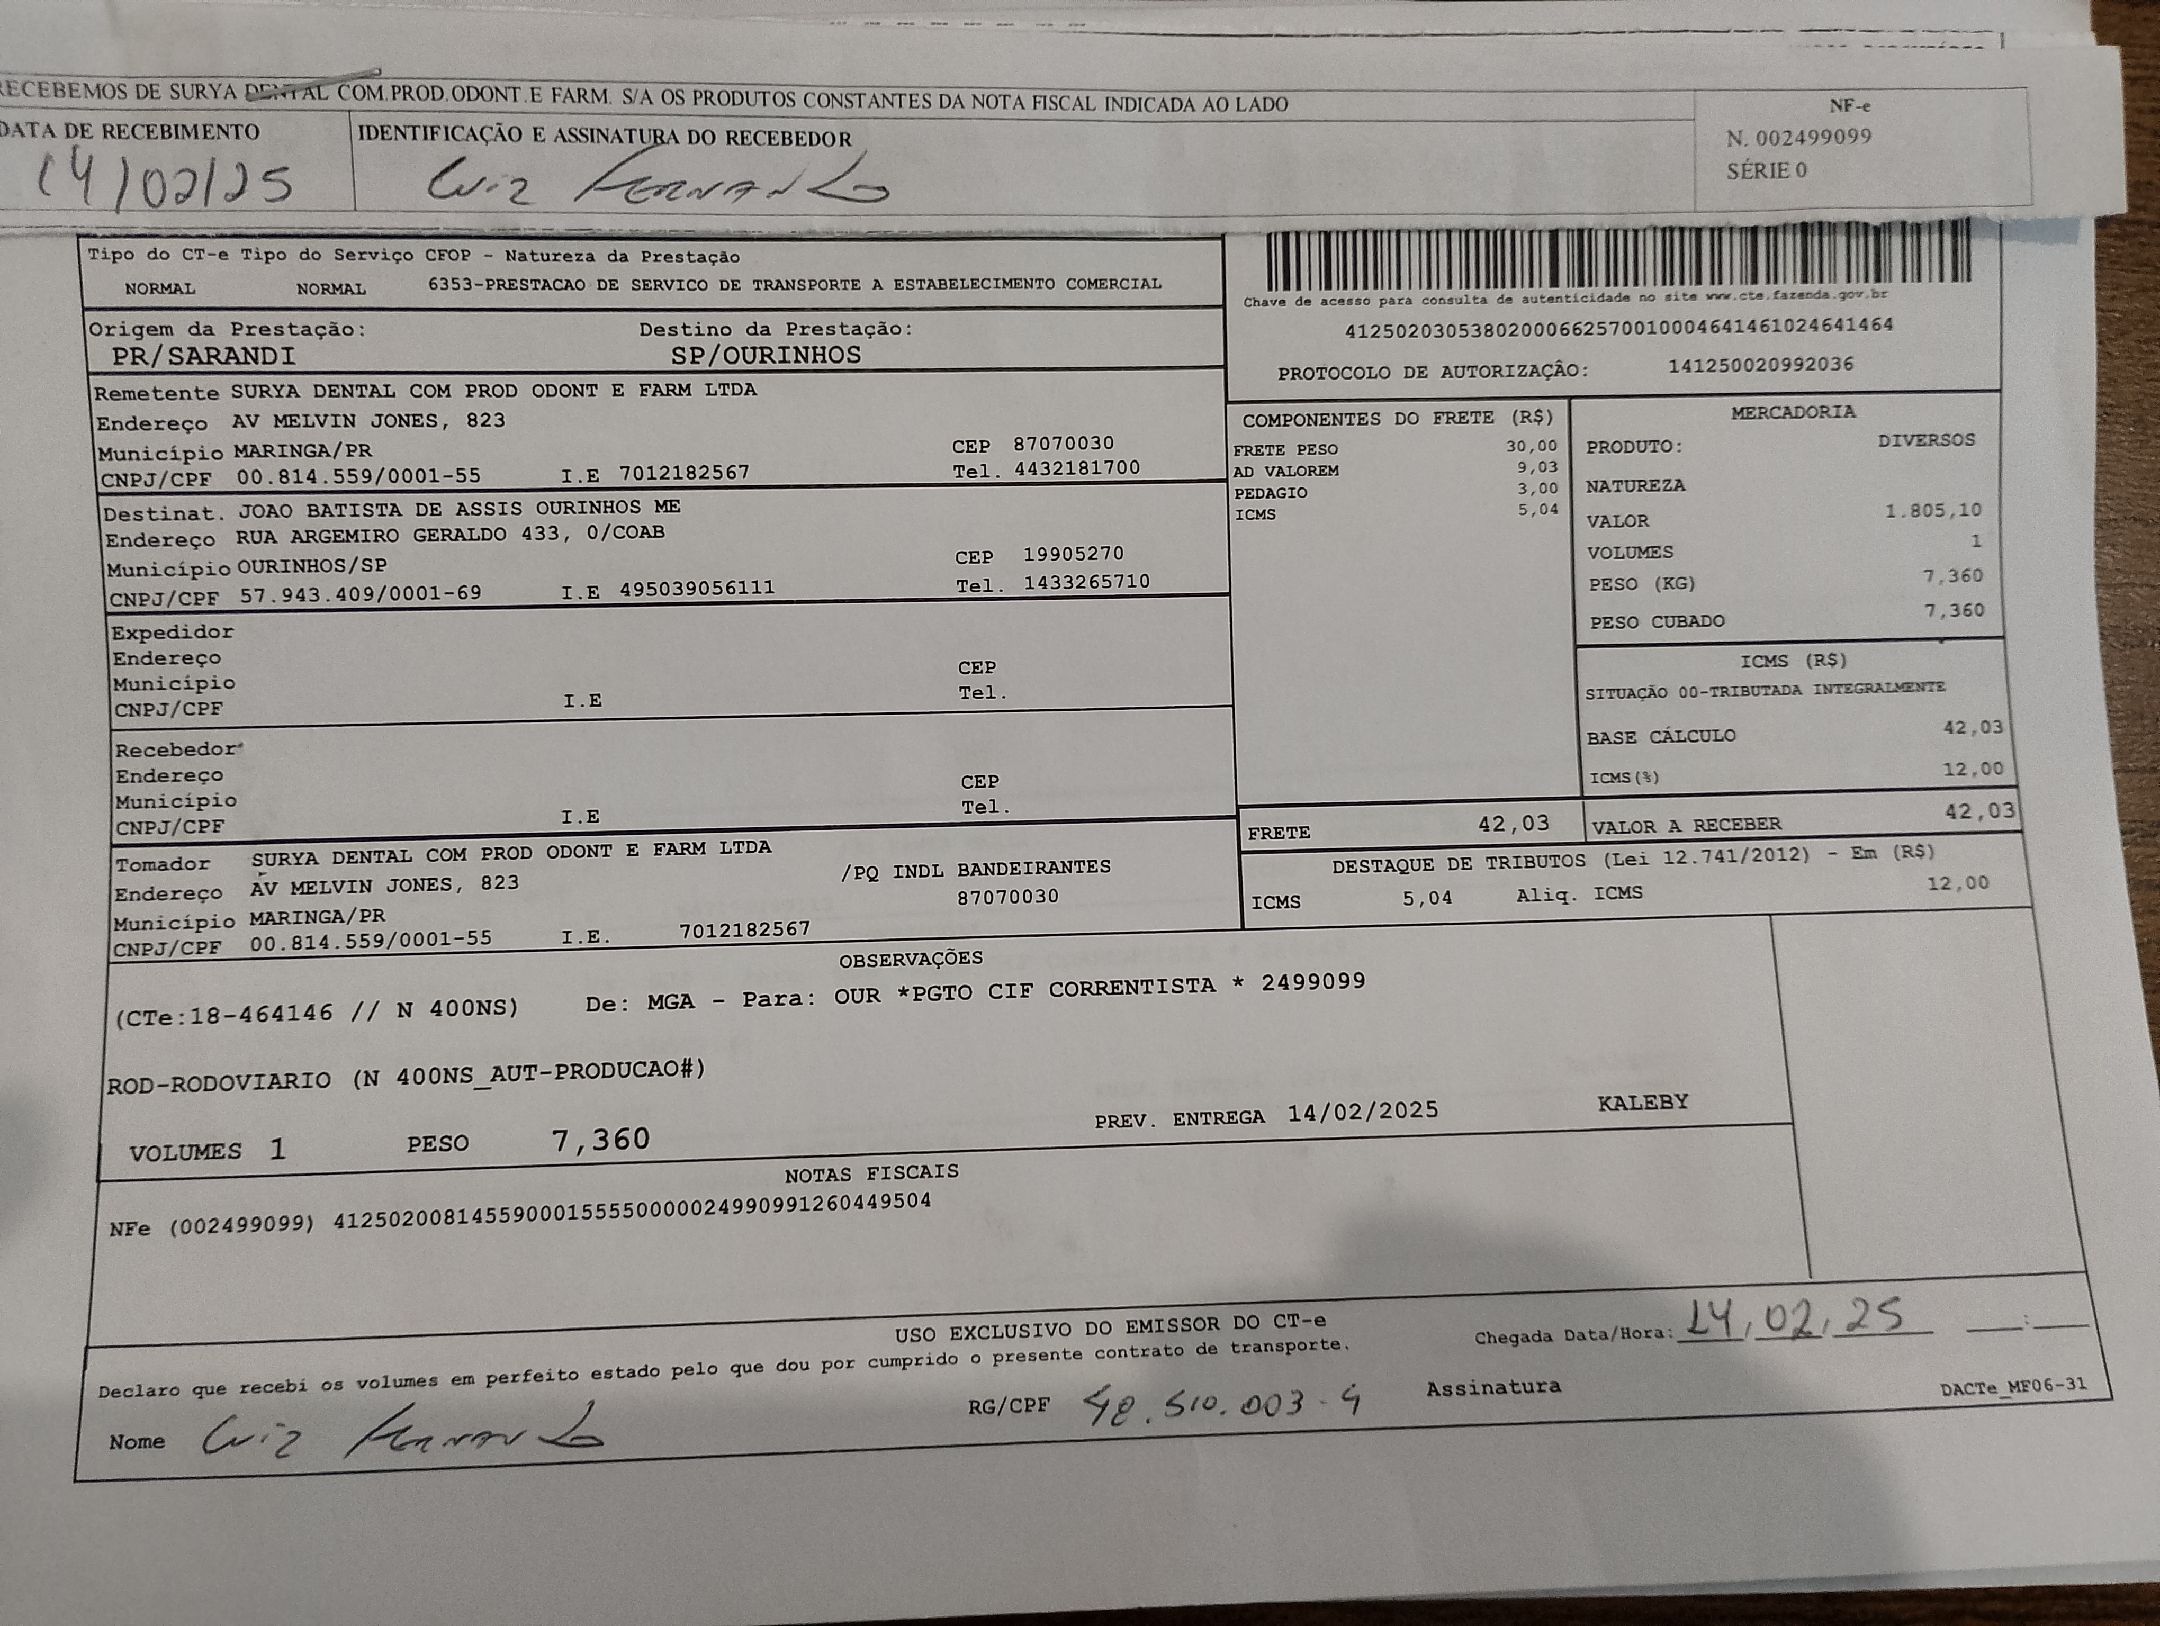 RECEBEMOS DE SURYA DENTAL COM.PROD.ODONT.E FARM. S/A OS PRODUTOS CONSTANTES DA NOTA FISCAL INDICADA AO LADO
NF-e
N. 002499099
SÉRIE 0
DATA DE RECEBIMENTO
14/02/25
IDENTIFICAÇÃO E ASSINATURA DO RECEBEDOR
Luiz Fernando
Tipo do CT-e Tipo do Serviço CFOP - Natureza da Prestação
NORMAL NORMAL 6353-PRESTACAO DE SERVICO DE TRANSPORTE A ESTABELECIMENTO COMERCIAL
Chave de acesso para consulta de autenticidade no site www.cte.fazenda.gov.br
41250203053802000662570010004641461024641464
PROTOCOLO DE AUTORIZAÇÃO: 141250020992036
Origem da Prestação: Destino da Prestação:
PR/SARANDI SP/OURINHOS
Remetente SURYA DENTAL COM PROD ODONT E FARM LTDA
Endereço AV MELVIN JONES, 823
Município MARINGA/PR CEP 87070030
CNPJ/CPF 00.814.559/0001-55 I.E 7012182567 Tel. 4432181700
Destinat. JOAO BATISTA DE ASSIS OURINHOS ME
Endereço RUA ARGEMIRO GERALDO 433, 0/COAB
Município OURINHOS/SP CEP 19905270
CNPJ/CPF 57.943.409/0001-69 I.E 495039056111 Tel. 1433265710
Expedidor
Endereço
Município CEP
CNPJ/CPF I.E Tel.
Recebedor
Endereço
Município CEP
CNPJ/CPF I.E Tel.
Tomador SURYA DENTAL COM PROD ODONT E FARM LTDA
Endereço AV MELVIN JONES, 823 /PQ INDL BANDEIRANTES
Município MARINGA/PR 87070030
CNPJ/CPF 00.814.559/0001-55 I.E. 7012182567
COMPONENTES DO FRETE (R$)
FRETE PESO 30,00
AD VALOREM 9,03
PEDAGIO 3,00
ICMS 5,04
MERCADORIA
PRODUTO: DIVERSOS
NATUREZA
VALOR 1.805,10
VOLUMES 1
PESO (KG) 7,360
PESO CUBADO 7,360
ICMS (R$)
SITUAÇÃO 00-TRIBUTADA INTEGRALMENTE
BASE CÁLCULO 42,03
ICMS(%) 12,00
FRETE 42,03 VALOR A RECEBER 42,03
DESTAQUE DE TRIBUTOS (Lei 12.741/2012) - Em (R$)
ICMS 5,04 Aliq. ICMS 12,00
OBSERVAÇÕES
(CTe:18-464146 // N 400NS) De: MGA - Para: OUR *PGTO CIF CORRENTISTA * 2499099
ROD-RODOVIARIO (N 400NS_AUT-PRODUCAO#)
VOLUMES 1 PESO 7,360 PREV. ENTREGA 14/02/2025 KALEBY
NOTAS FISCAIS
NFe (002499099) 41250200814559000155550000024990991260449504
USO EXCLUSIVO DO EMISSOR DO CT-e
Chegada Data/Hora: 14,02,25 __:__
Declaro que recebi os volumes em perfeito estado pelo que dou por cumprido o presente contrato de transporte.
Nome Luiz Fernando RG/CPF 48.510.003-4 Assinatura
DACTe_MF06-31